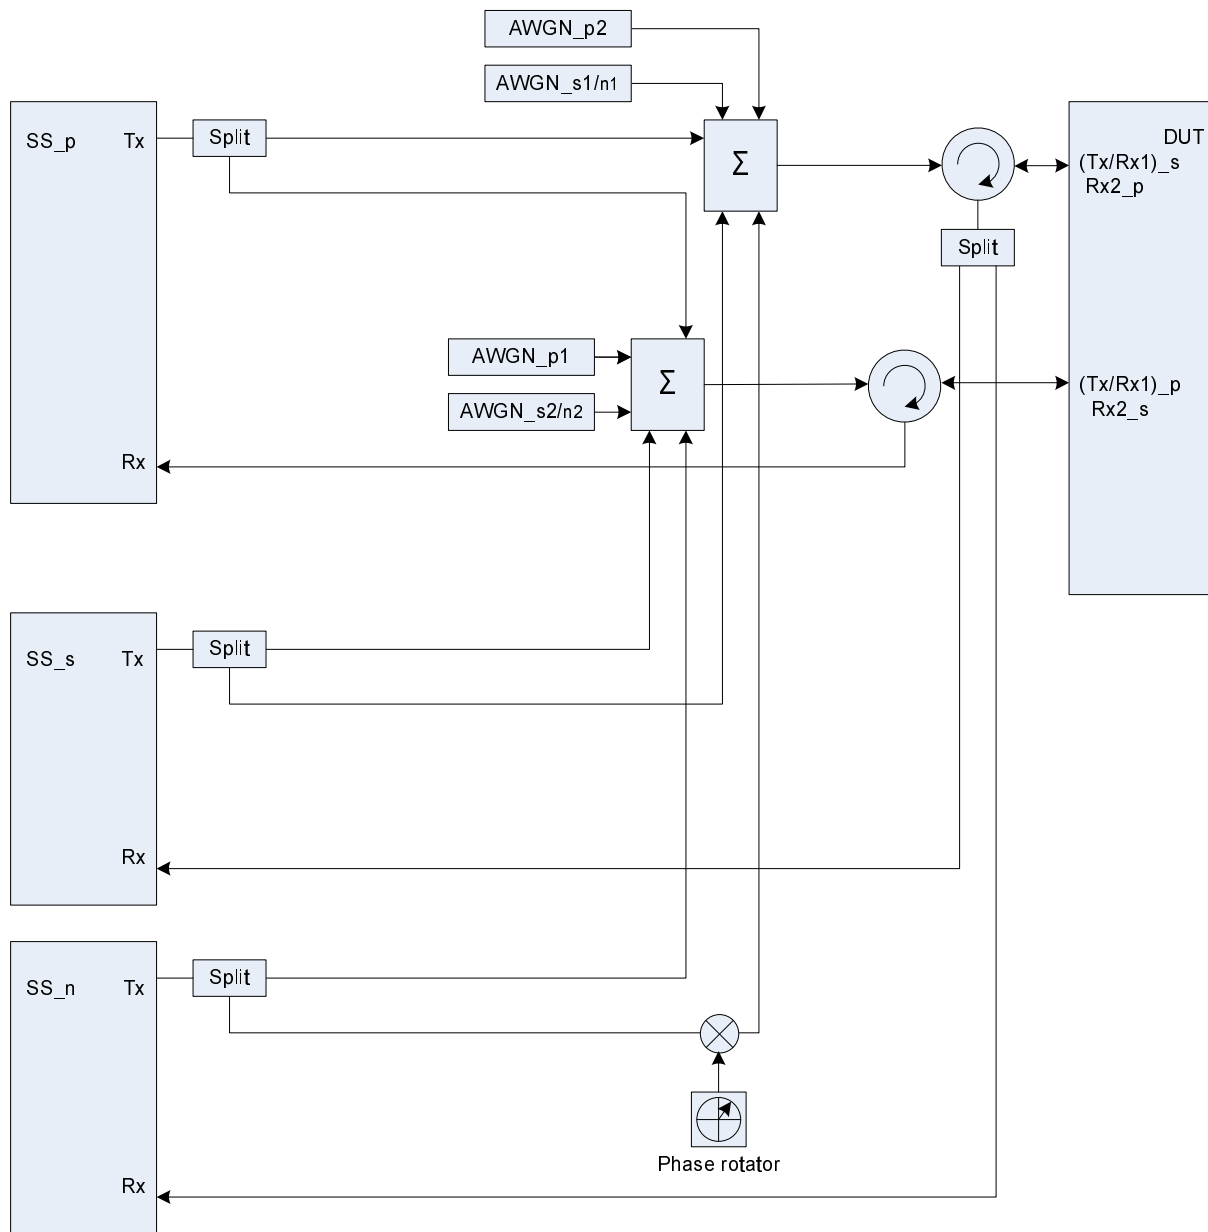 AWGN_p2
AWGN_s1/n1
SS_p
Tx
Split
Σ
DUT
(Tx/Rx1)_s
Rx2_p
Split
AWGN_p1
Σ
AWGN_s2/n2
(Tx/Rx1)_p
Rx2_s
Rx
SS_s
Tx
Split
Rx
SS_n
Tx
Split
Phase rotator
Rx